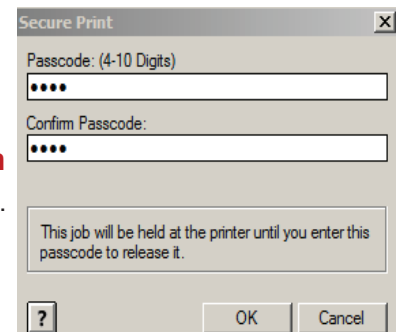 Secure Print
Passcode: (4-10 Digits)
••••
Confirm Passcode:
••••
This job will be held at the printer until you enter this
passcode to release it.
? OK Cancel